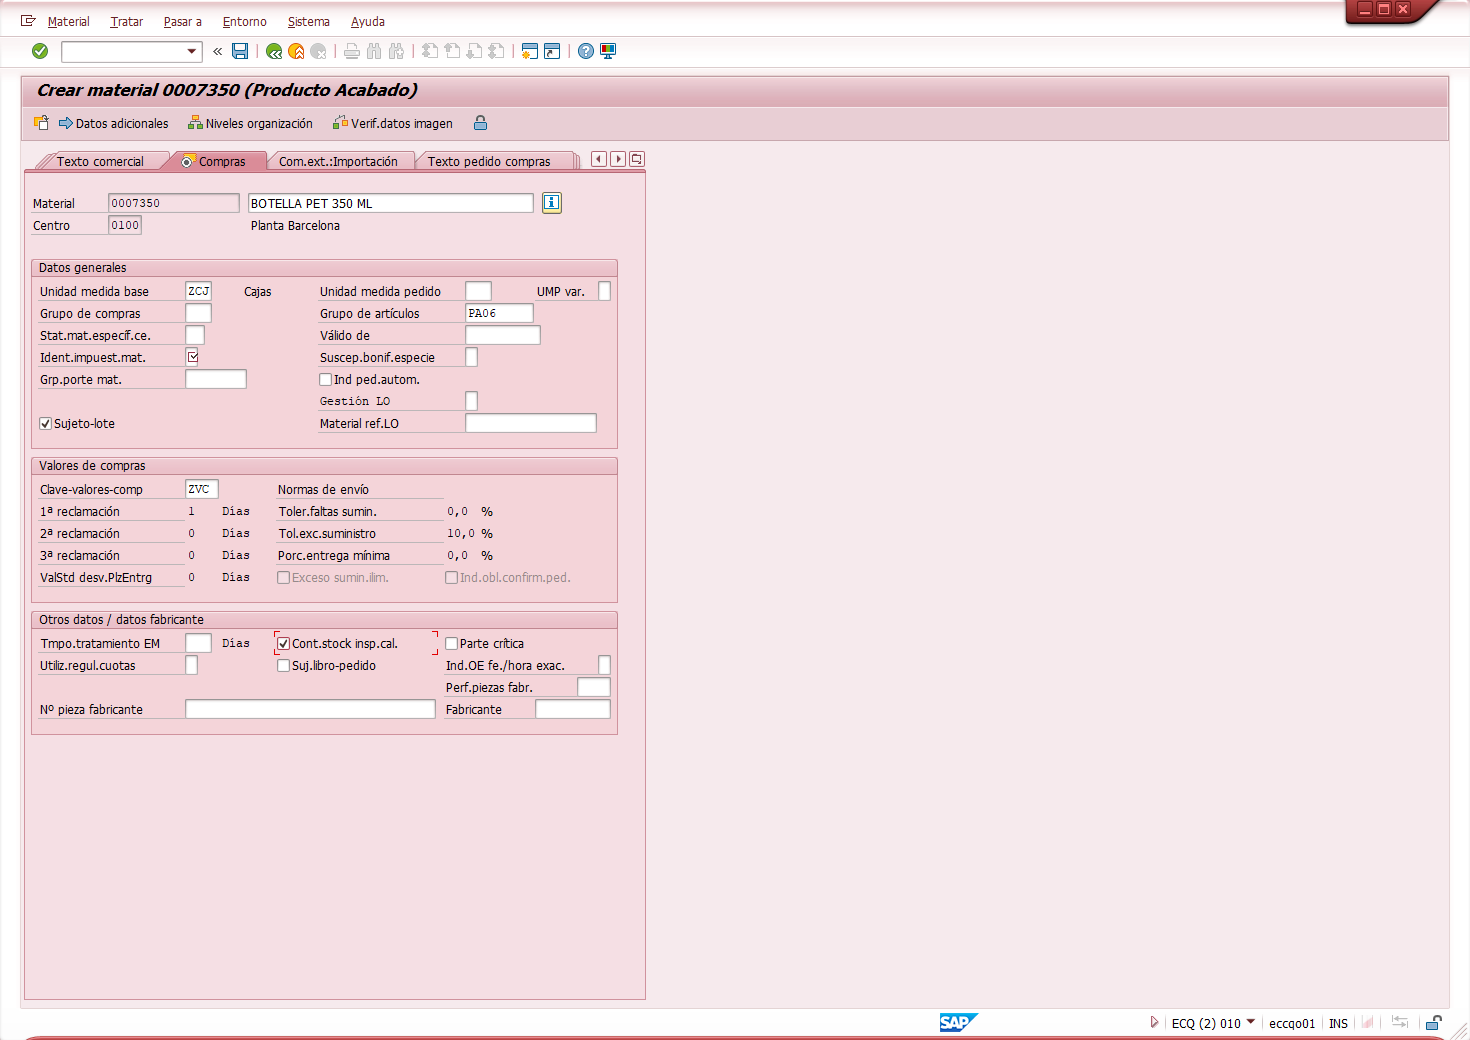 Material Tratar Pasar a Entorno Sistema Ayuda
Crear material 0007350 (Producto Acabado)
Datos adicionales Niveles organización Verif.datos imagen
Texto comercial Compras Com.ext.:Importación Texto pedido compras
Material 0007350 BOTELLA PET 350 ML
Centro 0100 Planta Barcelona
Datos generales
Unidad medida base ZCJ Cajas Unidad medida pedido UMP var.
Grupo de compras Grupo de artículos PA06
Stat.mat.específ.ce. Válido de
Ident.impuest.mat. Suscep.bonif.especie
Grp.porte mat. Ind ped.autom.
Gestión LO
Sujeto-lote Material ref.LO
Valores de compras
Clave-valores-comp ZVC Normas de envío
1ª reclamación 1 Días Toler.faltas sumin. 0,0 %
2ª reclamación 0 Días Tol.exc.suministro 10,0 %
3ª reclamación 0 Días Porc.entrega mínima 0,0 %
ValStd desv.PlzEntrg 0 Días Exceso sumin.ilim. Ind.obl.confirm.ped.
Otros datos / datos fabricante
Tmpo.tratamiento EM Días Cont.stock insp.cal. Parte crítica
Utiliz.regul.cuotas Suj.libro-pedido Ind.OE fe./hora exac.
Perf.piezas fabr.
Nº pieza fabricante Fabricante
SAP ECQ (2) 010 eccqo01 INS